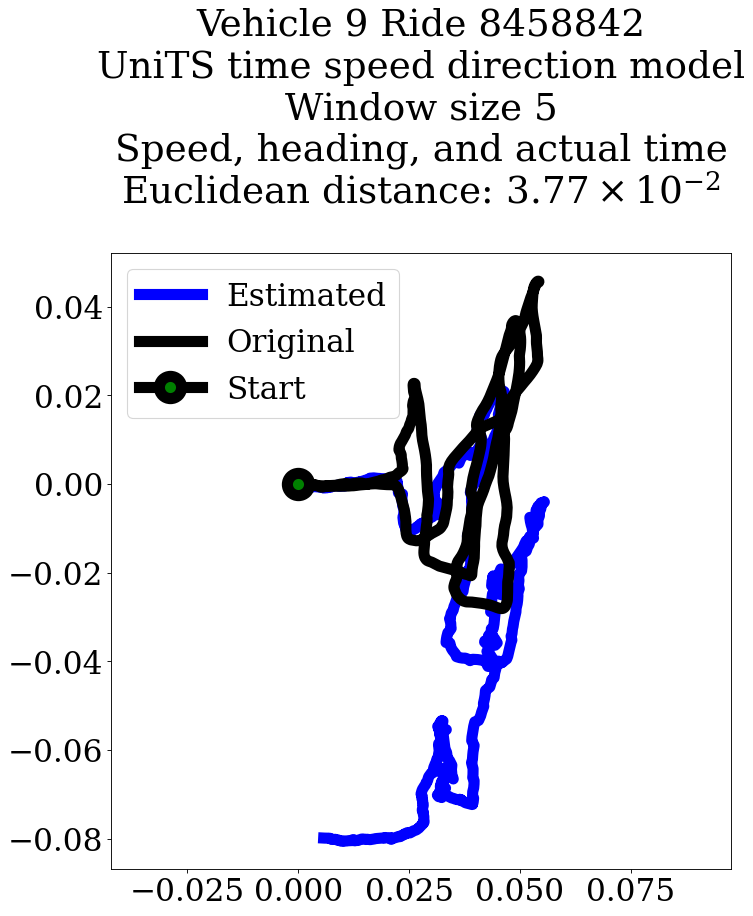 Vehicle 9 Ride 8458842
UniTS time speed direction model
Window size 5
Speed, heading, and actual time
Euclidean distance: 3.77 × 10⁻²
Estimated
Original
Start
0.04
0.02
0.00
−0.02
−0.04
−0.06
−0.08
−0.025 0.000 0.025 0.050 0.075